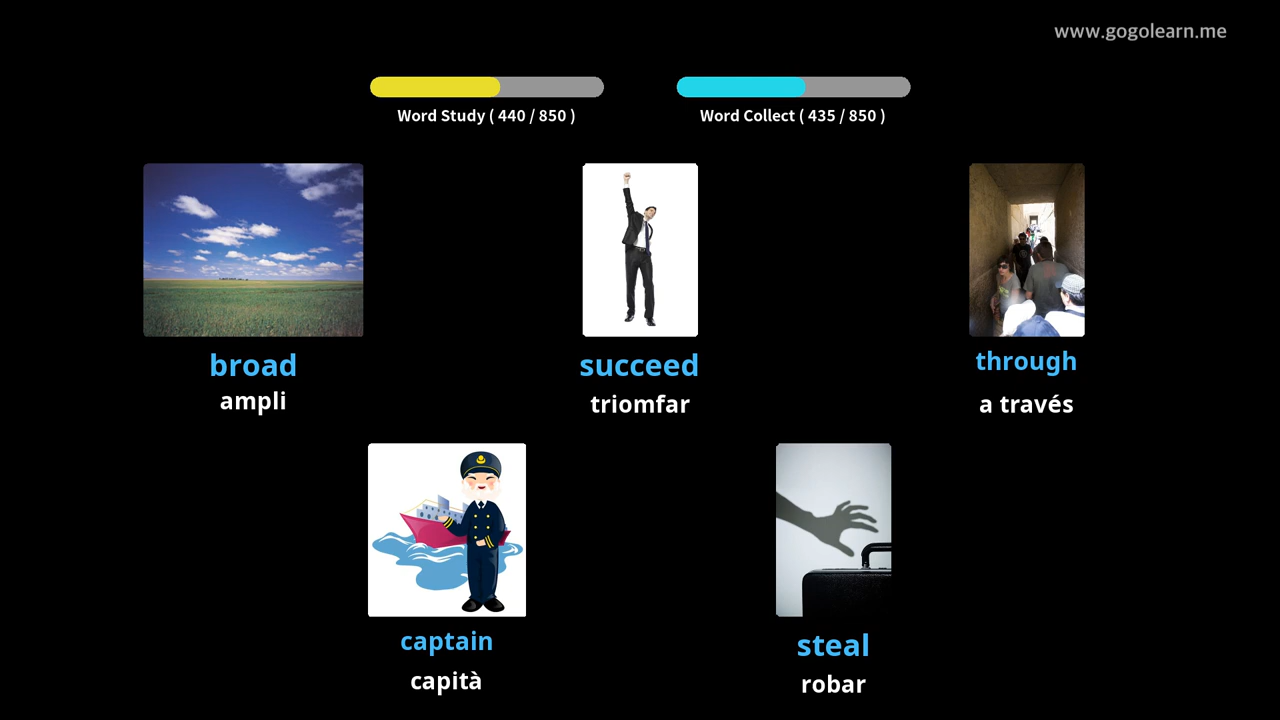 www.gogolearn.me
Word Study ( 440 / 850 )
Word Collect ( 435 / 850 )
broad
ampli
succeed
triomfar
through
a través
captain
capità
steal
robar